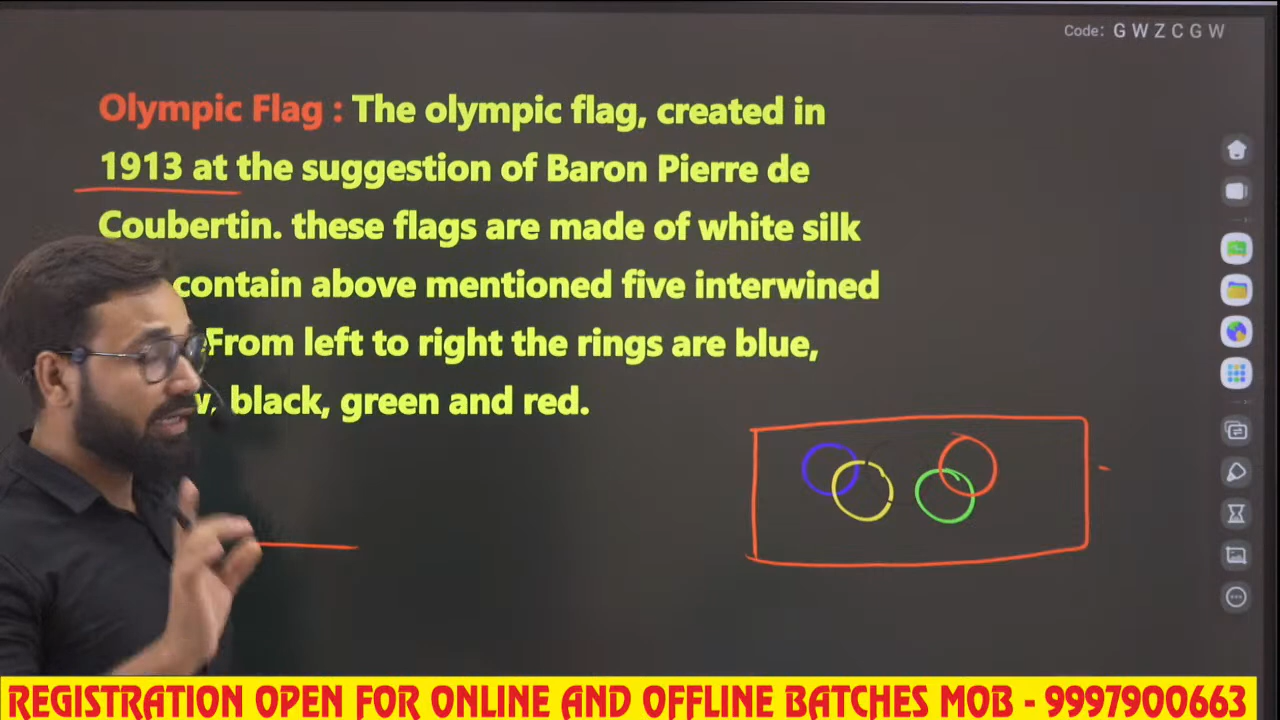 Code: G W Z C G W
Olympic Flag : The olympic flag, created in
1913 at the suggestion of Baron Pierre de
Coubertin. these flags are made of white silk
contain above mentioned five interwined
From left to right the rings are blue,
black, green and red.
REGISTRATION OPEN FOR ONLINE AND OFFLINE BATCHES MOB - 9997900663